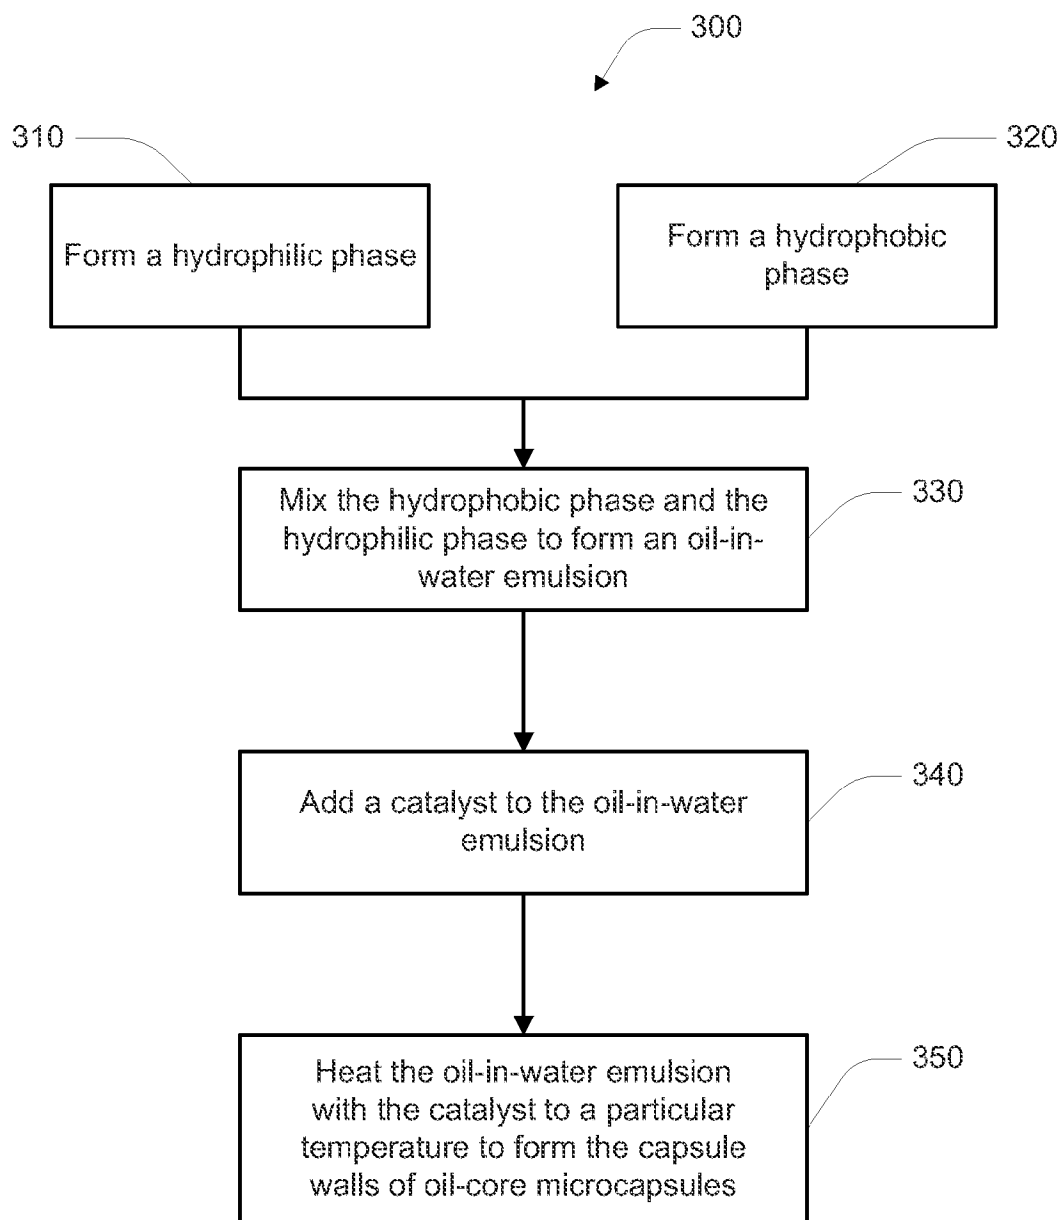 300
310
320
Form a hydrophilic phase
Form a hydrophobic
phase
Mix the hydrophobic phase and the
hydrophilic phase to form an oil-in-
water emulsion
330
Add a catalyst to the oil-in-water
emulsion
340
Heat the oil-in-water emulsion
with the catalyst to a particular
temperature to form the capsule
walls of oil-core microcapsules
350